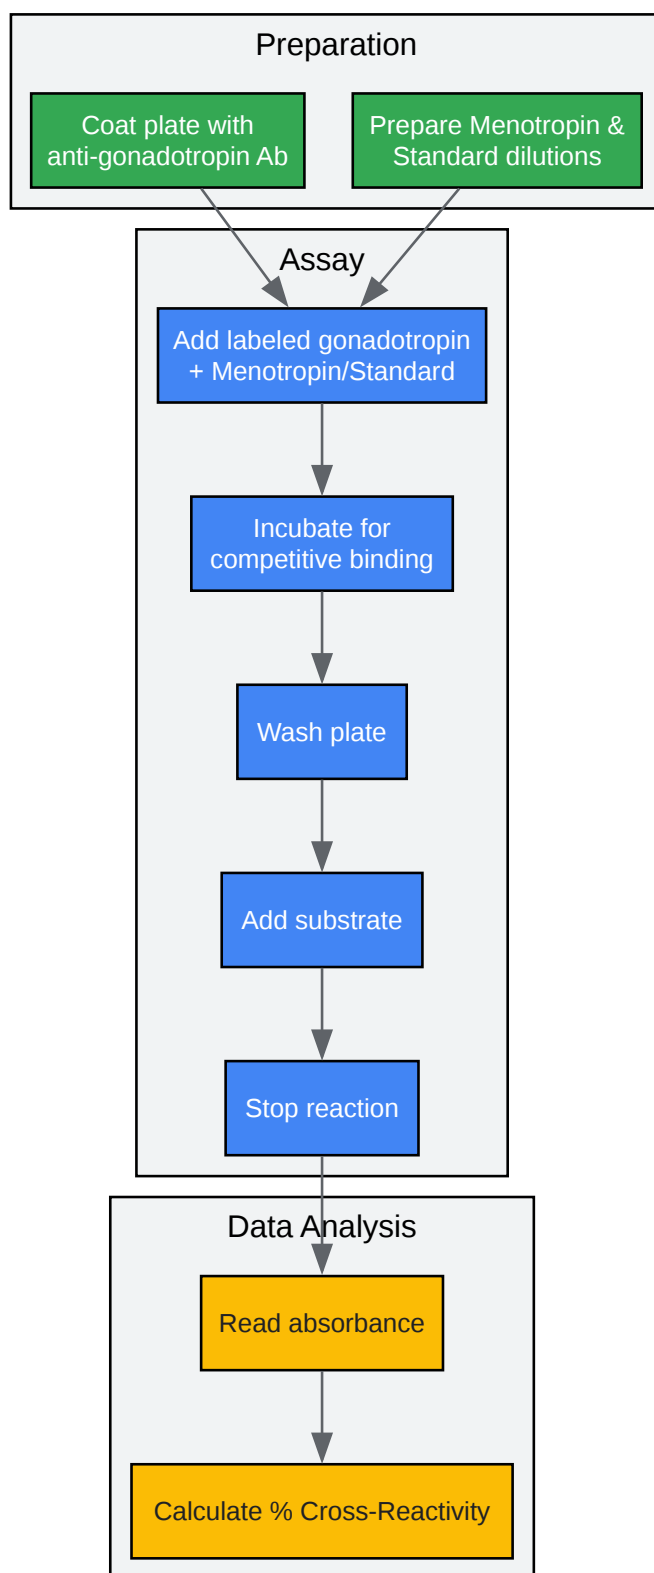 Preparation
Coat plate with
anti-gonadotropin Ab
Prepare Menotropin &
Standard dilutions
Assay
Add labeled gonadotropin
+ Menotropin/Standard
Incubate for
competitive binding
Wash plate
Add substrate
Stop reaction
Data Analysis
Read absorbance
Calculate % Cross-Reactivity